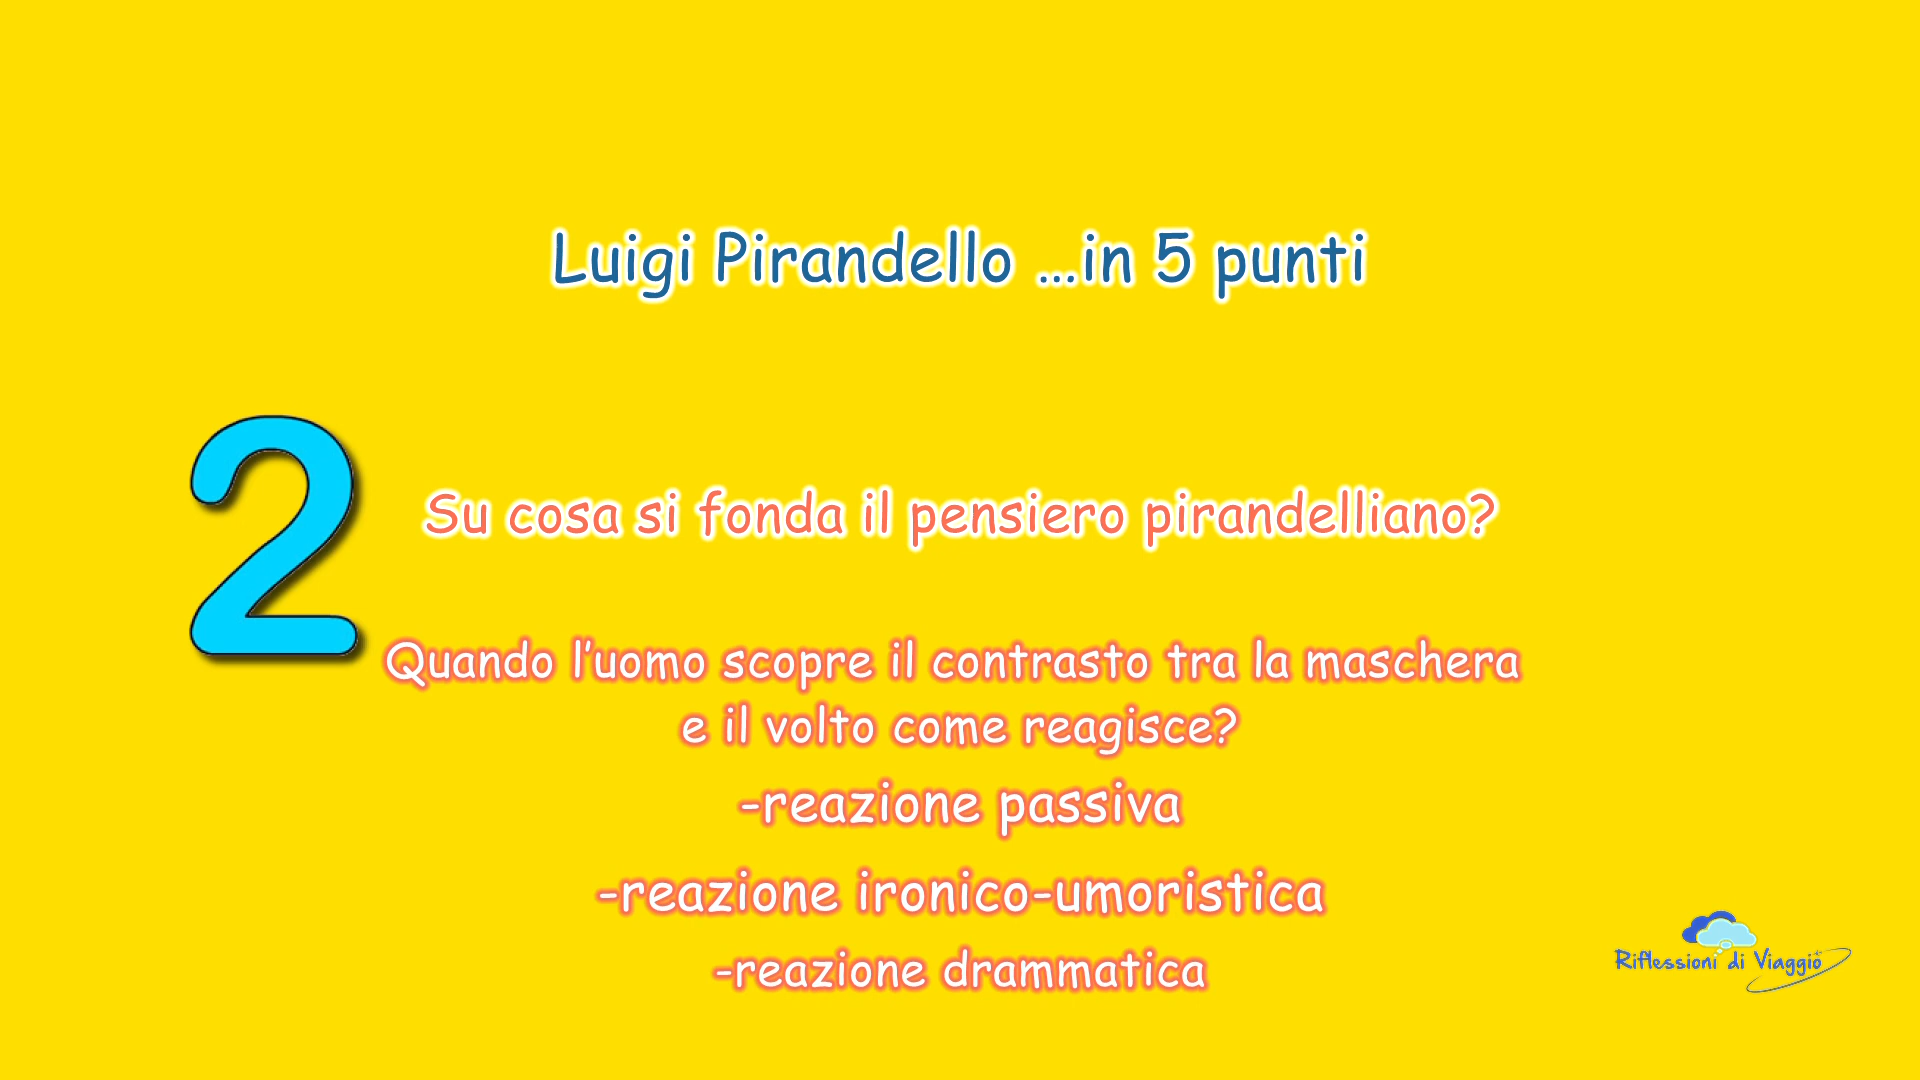 Luigi Pirandello ...in 5 punti
2
Su cosa si fonda il pensiero pirandelliano?
Quando l'uomo scopre il contrasto tra la maschera
e il volto come reagisce?
-reazione passiva
-reazione ironico-umoristica
-reazione drammatica
Riflessioni di Viaggio